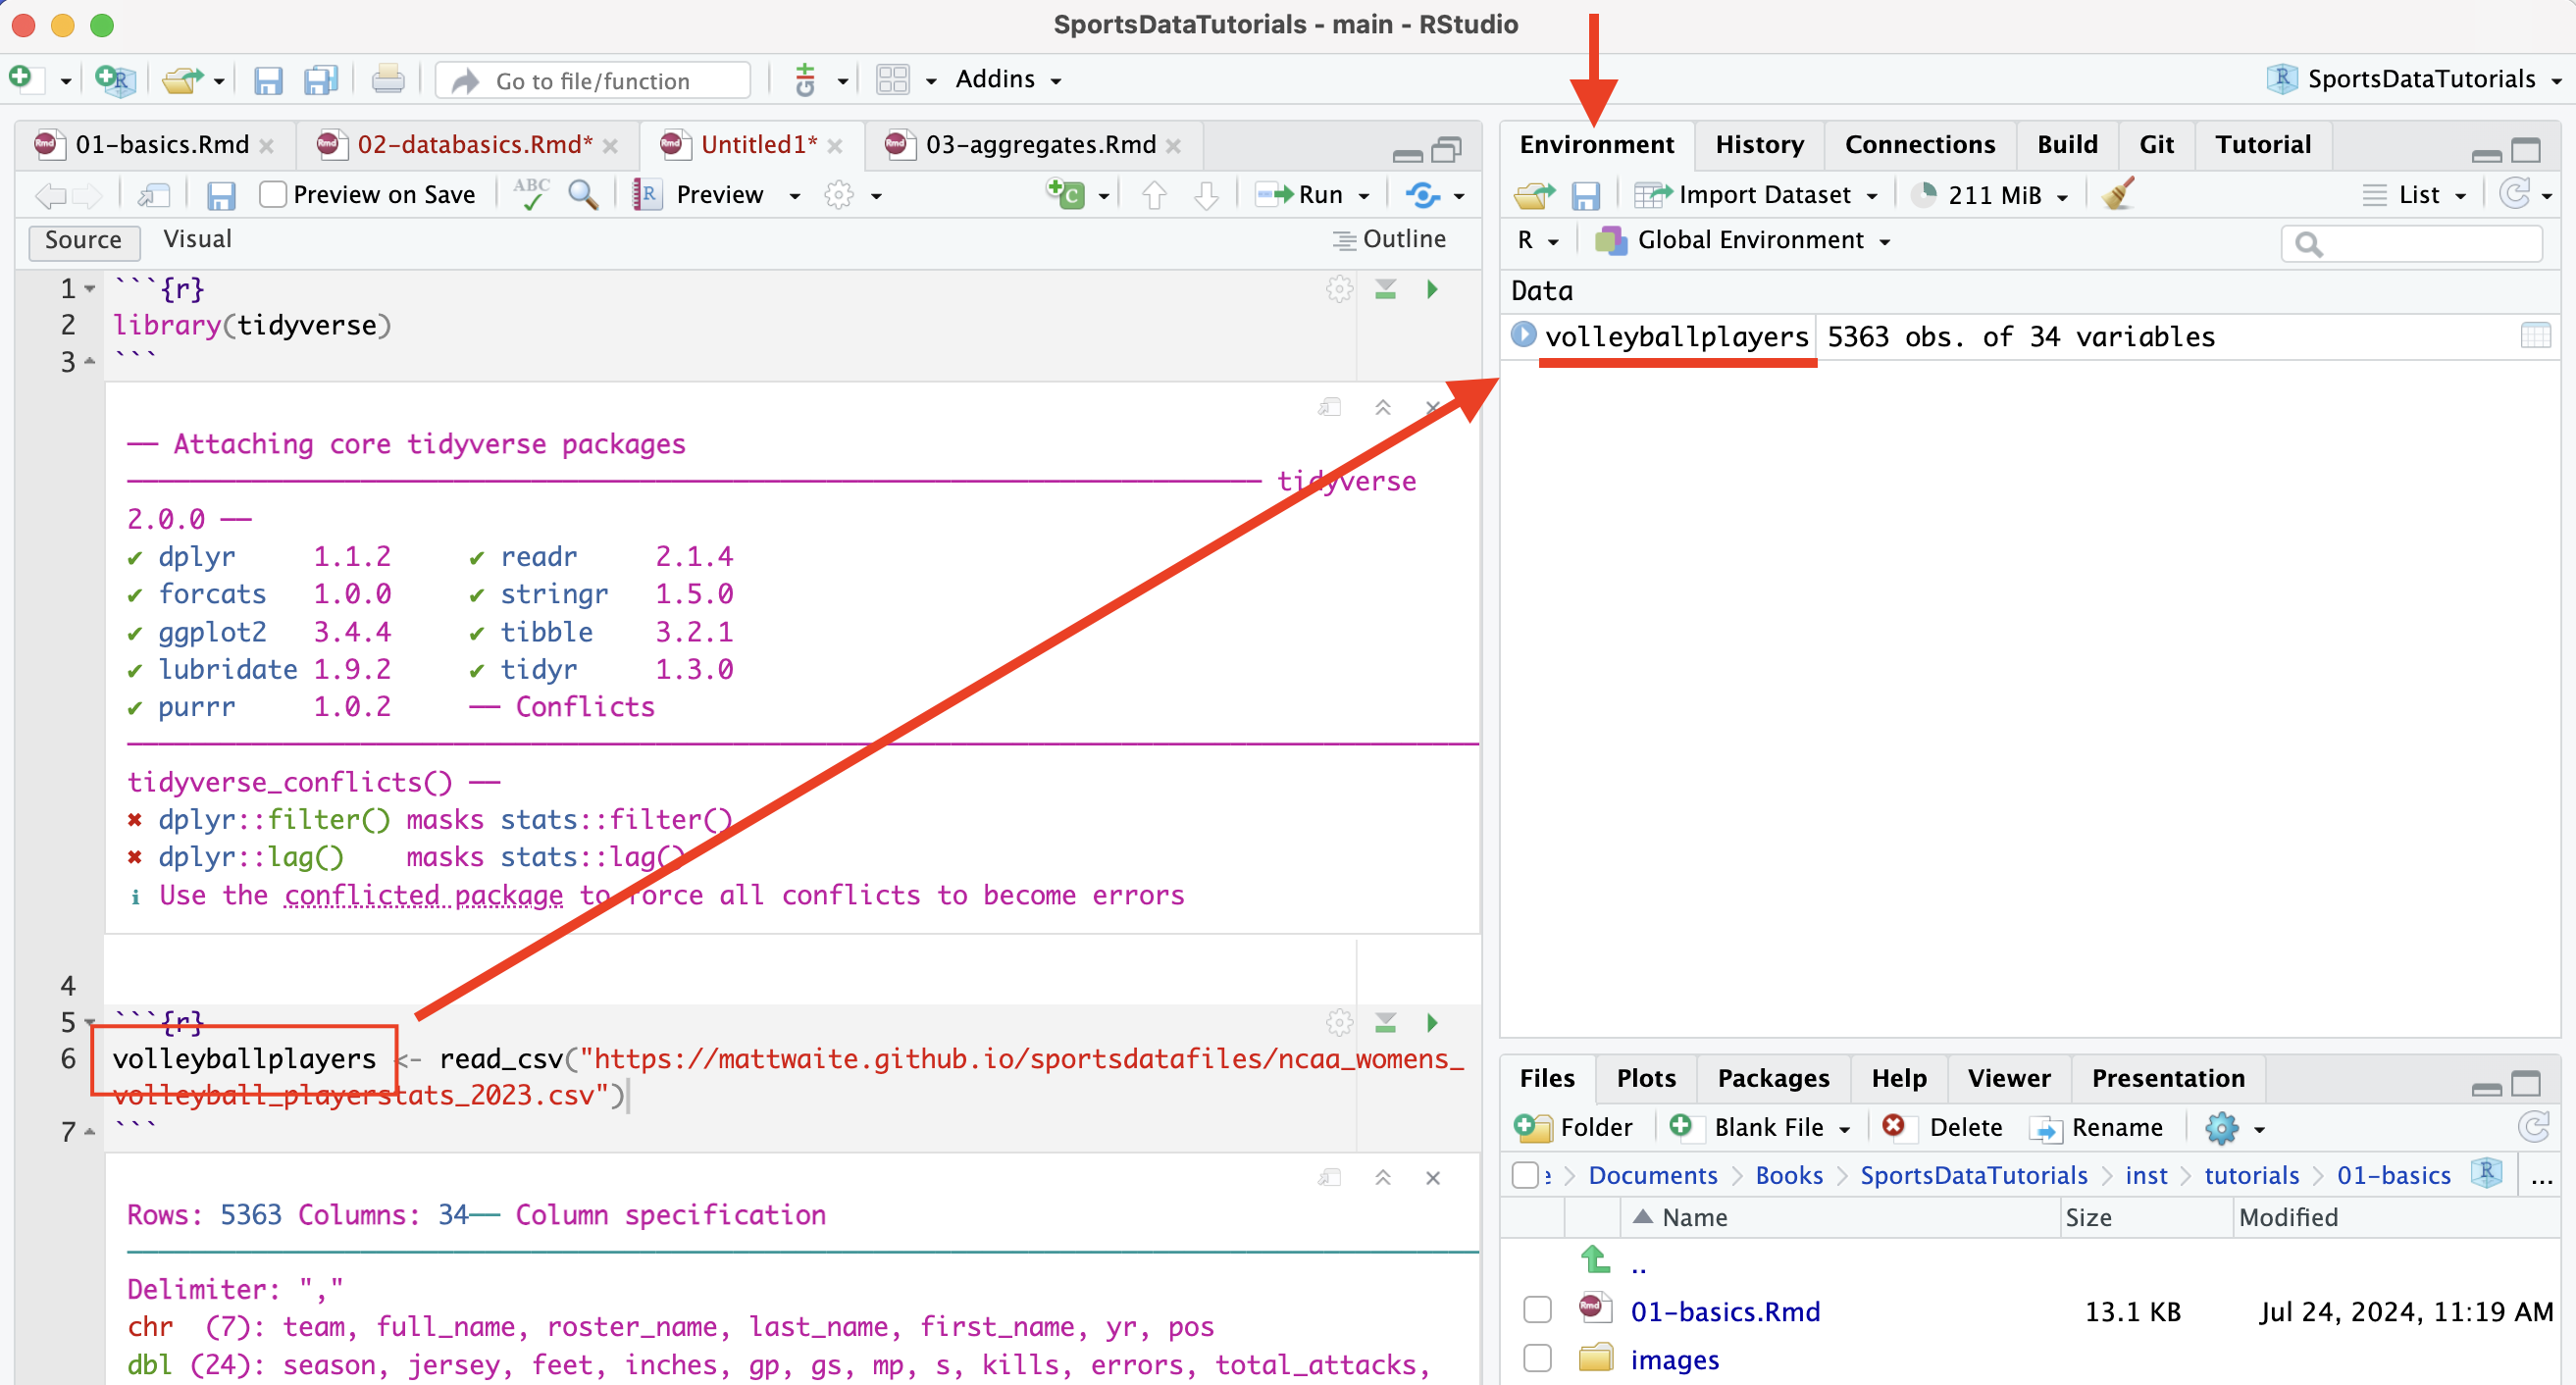 SportsDataTutorials - main - RStudio
Go to file/function
Addins
SportsDataTutorials
01-basics.Rmd
02-databasics.Rmd*
Untitled1*
03-aggregates.Rmd
Preview on Save
ABC
Preview
Run
Source
Visual
Outline
1
```{r}
2
library(tidyverse)
3
```
── Attaching core tidyverse packages
───────────────────────── tidyverse
2.0.0 ──
✔ dplyr 1.1.2 ✔ readr 2.1.4
✔ forcats 1.0.0 ✔ stringr 1.5.0
✔ ggplot2 3.4.4 ✔ tibble 3.2.1
✔ lubridate 1.9.2 ✔ tidyr 1.3.0
✔ purrr 1.0.2 ── Conflicts
tidyverse_conflicts() ──
✖ dplyr::filter() masks stats::filter()
✖ dplyr::lag() masks stats::lag()
ℹ Use the conflicted package to force all conflicts to become errors
4
5
```{r}
6
volleyballplayers <- read_csv("https://mattwaite.github.io/sportsdatafiles/ncaa_womens_
volleyball_playerstats_2023.csv")
7
```
Rows: 5363 Columns: 34── Column specification
Delimiter: ","
chr (7): team, full_name, roster_name, last_name, first_name, yr, pos
dbl (24): season, jersey, feet, inches, gp, gs, mp, s, kills, errors, total_attacks,
Environment
History
Connections
Build
Git
Tutorial
Import Dataset
211 MiB
List
R
Global Environment
Data
volleyballplayers 5363 obs. of 34 variables
Files
Plots
Packages
Help
Viewer
Presentation
Folder
Blank File
Delete
Rename
e > Documents > Books > SportsDataTutorials > inst > tutorials > 01-basics ...
Name Size Modified
..
01-basics.Rmd 13.1 KB Jul 24, 2024, 11:19 AM
images